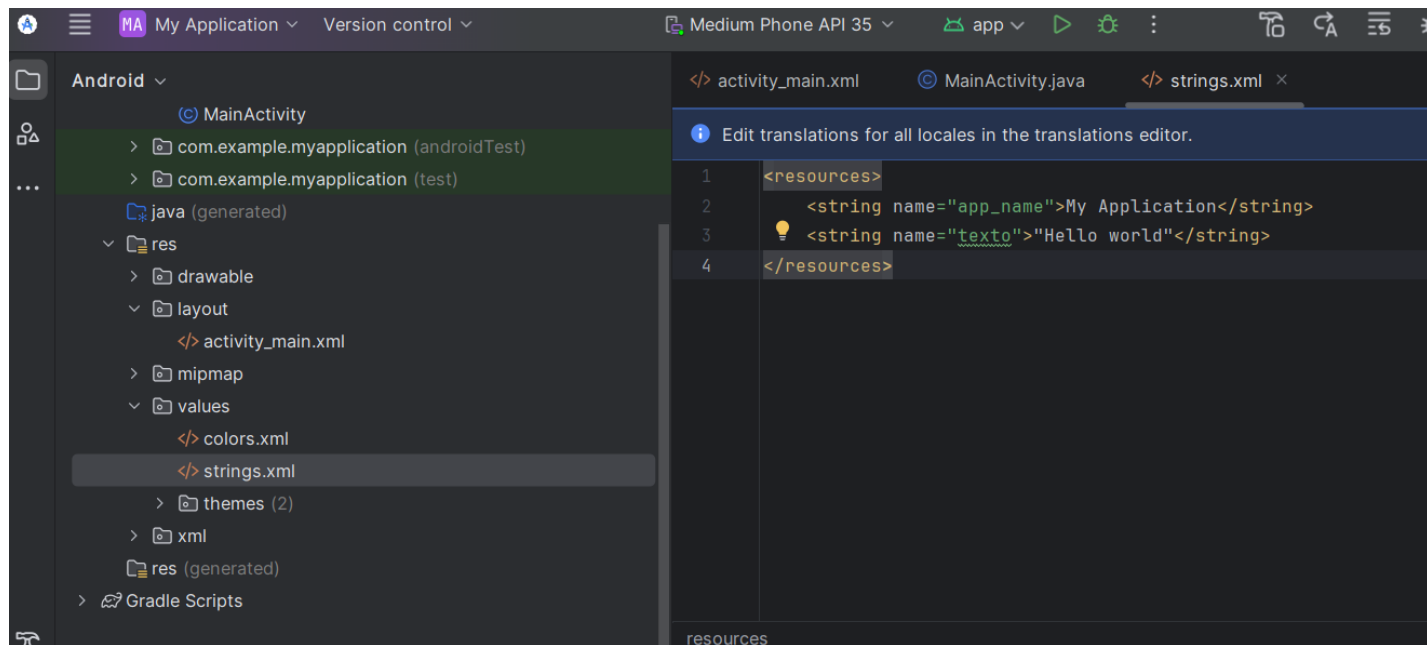 MA My Application Version control Medium Phone API 35 app
Android
MainActivity
com.example.myapplication (androidTest)
com.example.myapplication (test)
java (generated)
res
drawable
layout
activity_main.xml
mipmap
values
colors.xml
strings.xml
themes (2)
xml
res (generated)
Gradle Scripts
activity_main.xml MainActivity.java strings.xml
Edit translations for all locales in the translations editor.
1 <resources>
2 <string name="app_name">My Application</string>
3 <string name="texto">"Hello world"</string>
4 </resources>
resources